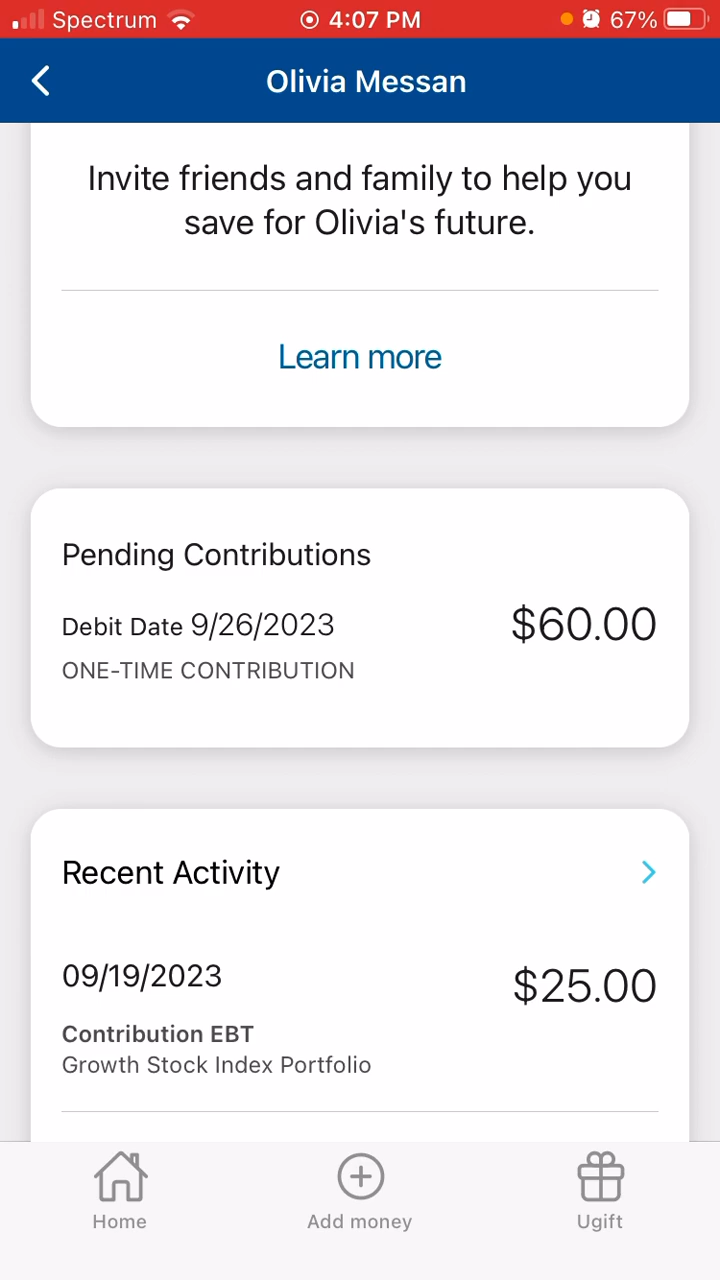 Spectrum 4:07 PM 67%
Olivia Messan
Invite friends and family to help you
save for Olivia's future.
Learn more
Pending Contributions
Debit Date 9/26/2023 $60.00
ONE-TIME CONTRIBUTION
Recent Activity
09/19/2023 $25.00
Contribution EBT
Growth Stock Index Portfolio
Home Add money Ugift